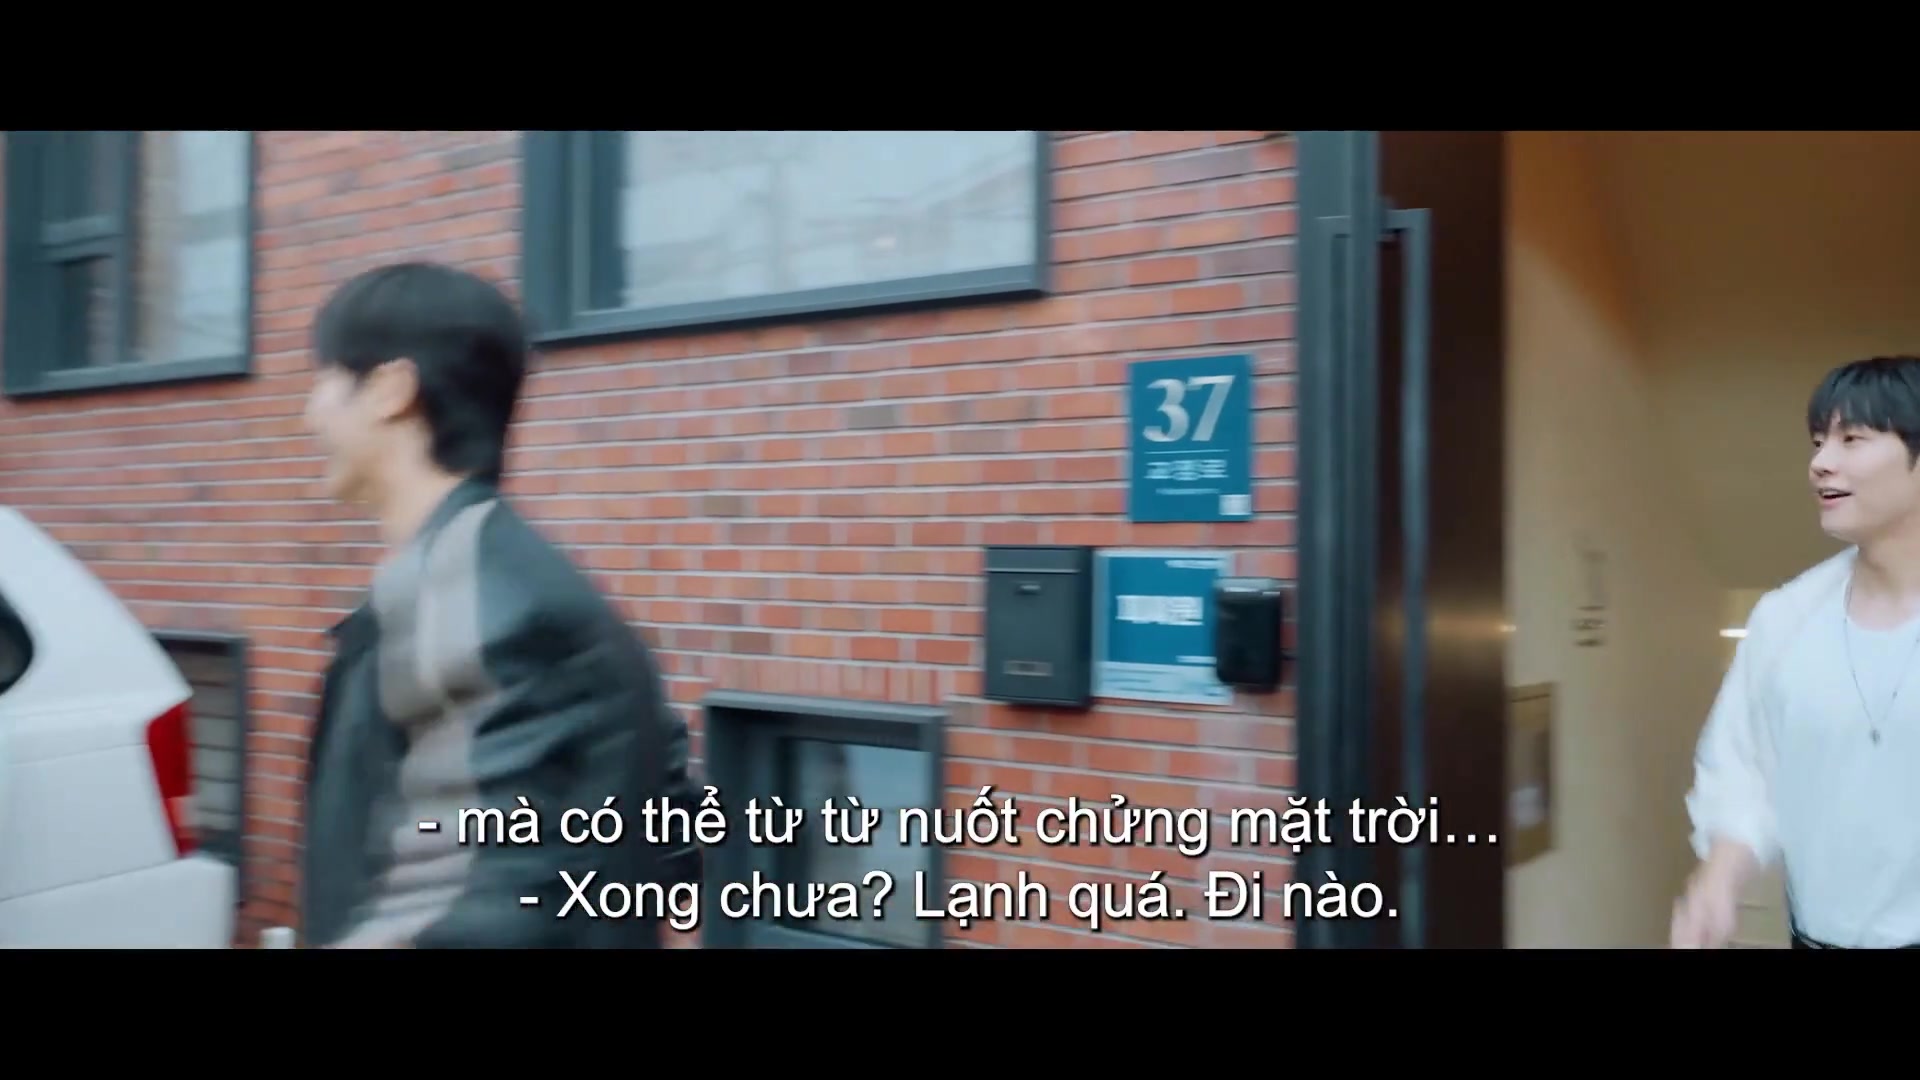 37
- mà có thể từ từ nuốt chửng mặt trời…
- Xong chưa? Lạnh quá. Đi nào.